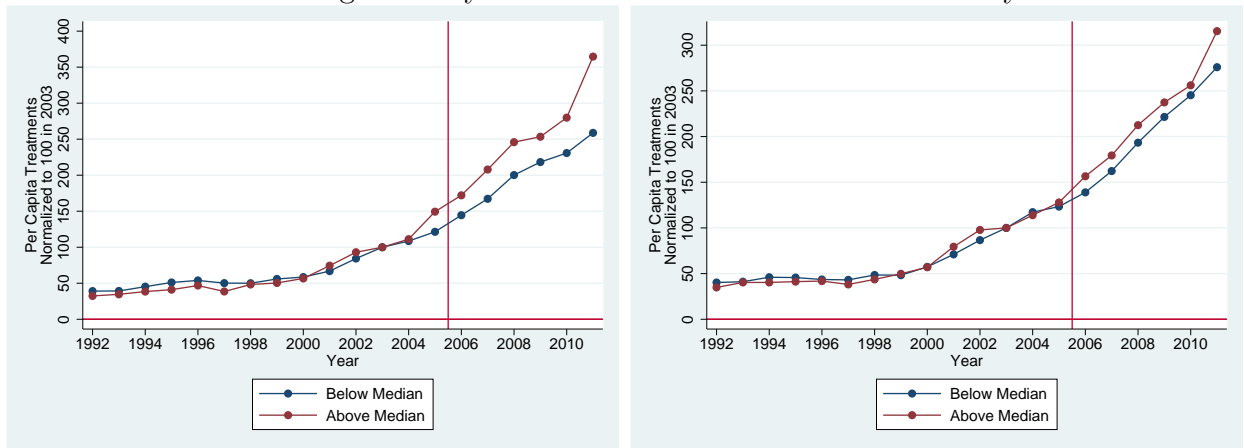 Per Capita Treatments
Normalized to 100 in 2003
400
350
300
250
200
150
100
50
0
1992 1994 1996 1998 2000 2002 2004 2006 2008 2010
Year
Below Median
Above Median
Per Capita Treatments
Normalized to 100 in 2003
300
250
200
150
100
50
0
1992 1994 1996 1998 2000 2002 2004 2006 2008 2010
Year
Below Median
Above Median